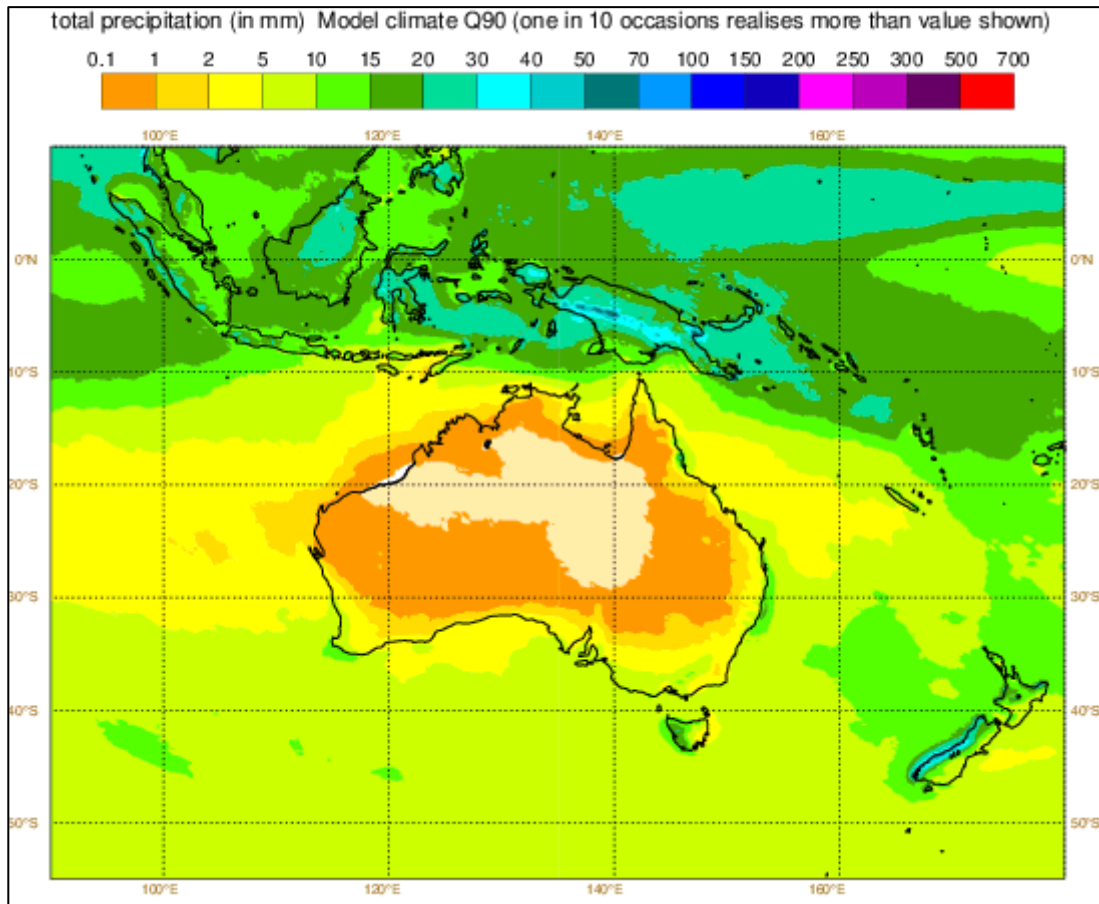 total precipitation (in mm) Model climate Q90 (one in 10 occasions realises more than value shown)
0.1 1 2 5 10 15 20 30 40 50 70 100 150 200 250 300 500 700
100°E 120°E 140°E 160°E
0°N 0°N
10°S 10°S
20°S 20°S
30°S 30°S
40°S 40°S
50°S 50°S
100°E 120°E 140°E 160°E